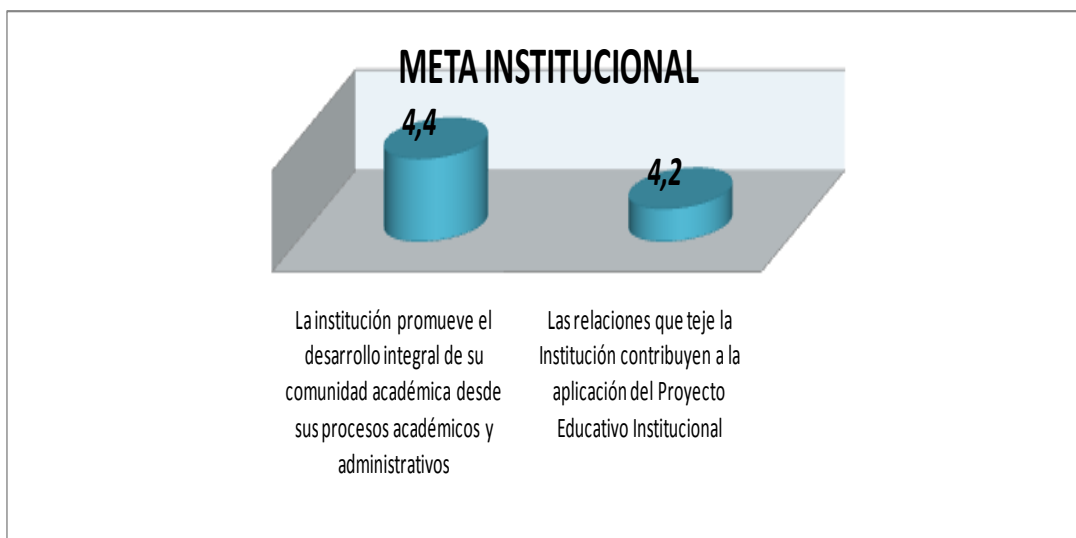 META INSTITUCIONAL
4,4
4,2
La institución promueve el
desarrollo integral de su
comunidad académica desde
sus procesos académicos y
administrativos
Las relaciones que teje la
Institución contribuyen a la
aplicación del Proyecto
Educativo Institucional